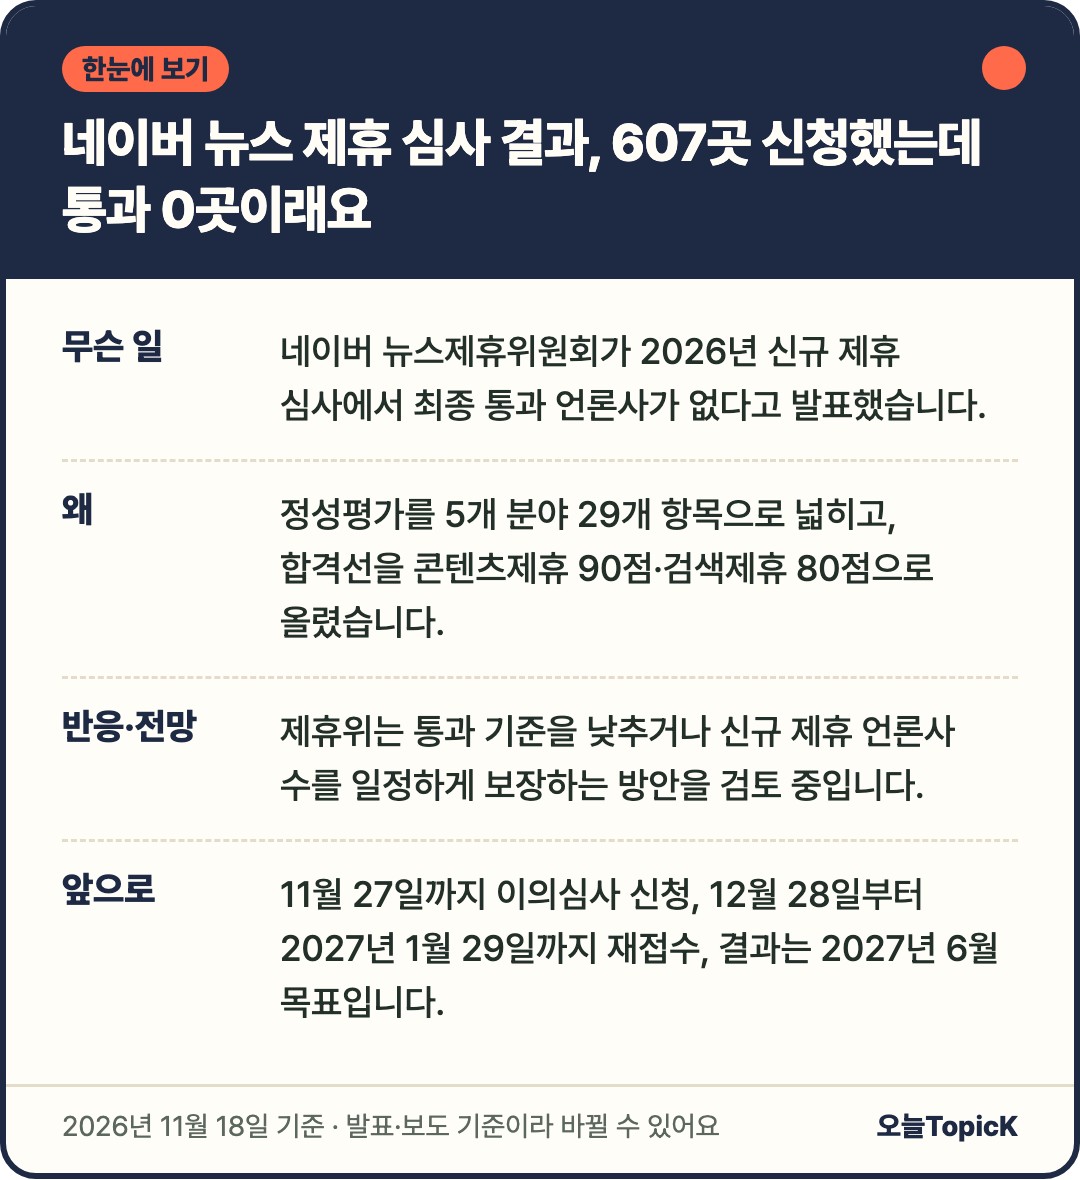 한눈에 보기
네이버 뉴스 제휴 심사 결과, 607곳 신청했는데
통과 0곳이래요
무슨 일
네이버 뉴스제휴위원회가 2026년 신규 제휴
심사에서 최종 통과 언론사가 없다고 발표했습니다.
왜
정성평가를 5개 분야 29개 항목으로 넓히고,
합격선을 콘텐츠제휴 90점·검색제휴 80점으로
올렸습니다.
반응·전망
제휴위는 통과 기준을 낮추거나 신규 제휴 언론사
수를 일정하게 보장하는 방안을 검토 중입니다.
앞으로
11월 27일까지 이의심사 신청, 12월 28일부터
2027년 1월 29일까지 재접수, 결과는 2027년 6월
목표입니다.
2026년 11월 18일 기준 · 발표·보도 기준이라 바뀔 수 있어요
오늘TopicK